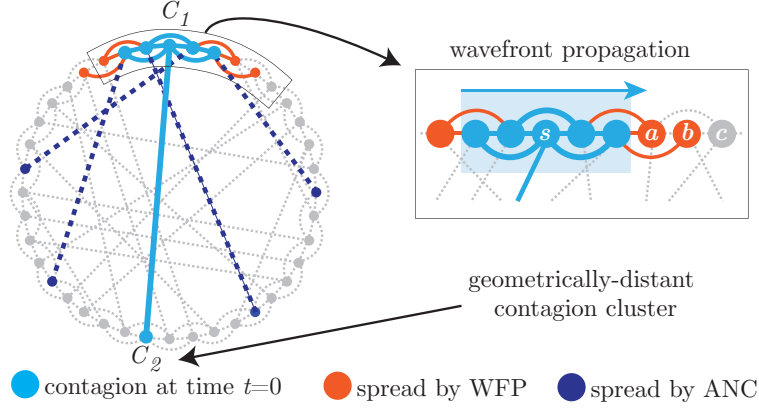 C₁
wavefront propagation
s a b c
geometrically-distant
contagion cluster
C₂
contagion at time t=0 spread by WFP spread by ANC